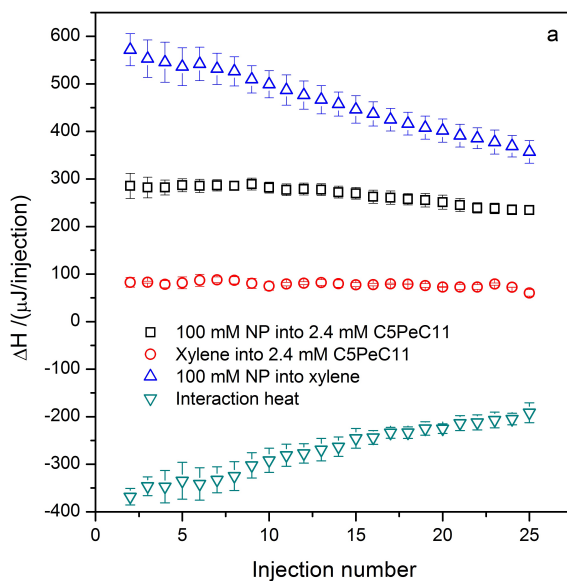 a
600
500
400
300
200
100
0
-100
-200
-300
-400
ΔH /(μJ/injection)
100 mM NP into 2.4 mM C5PeC11
Xylene into 2.4 mM C5PeC11
100 mM NP into xylene
Interaction heat
0 5 10 15 20 25 30
Injection number